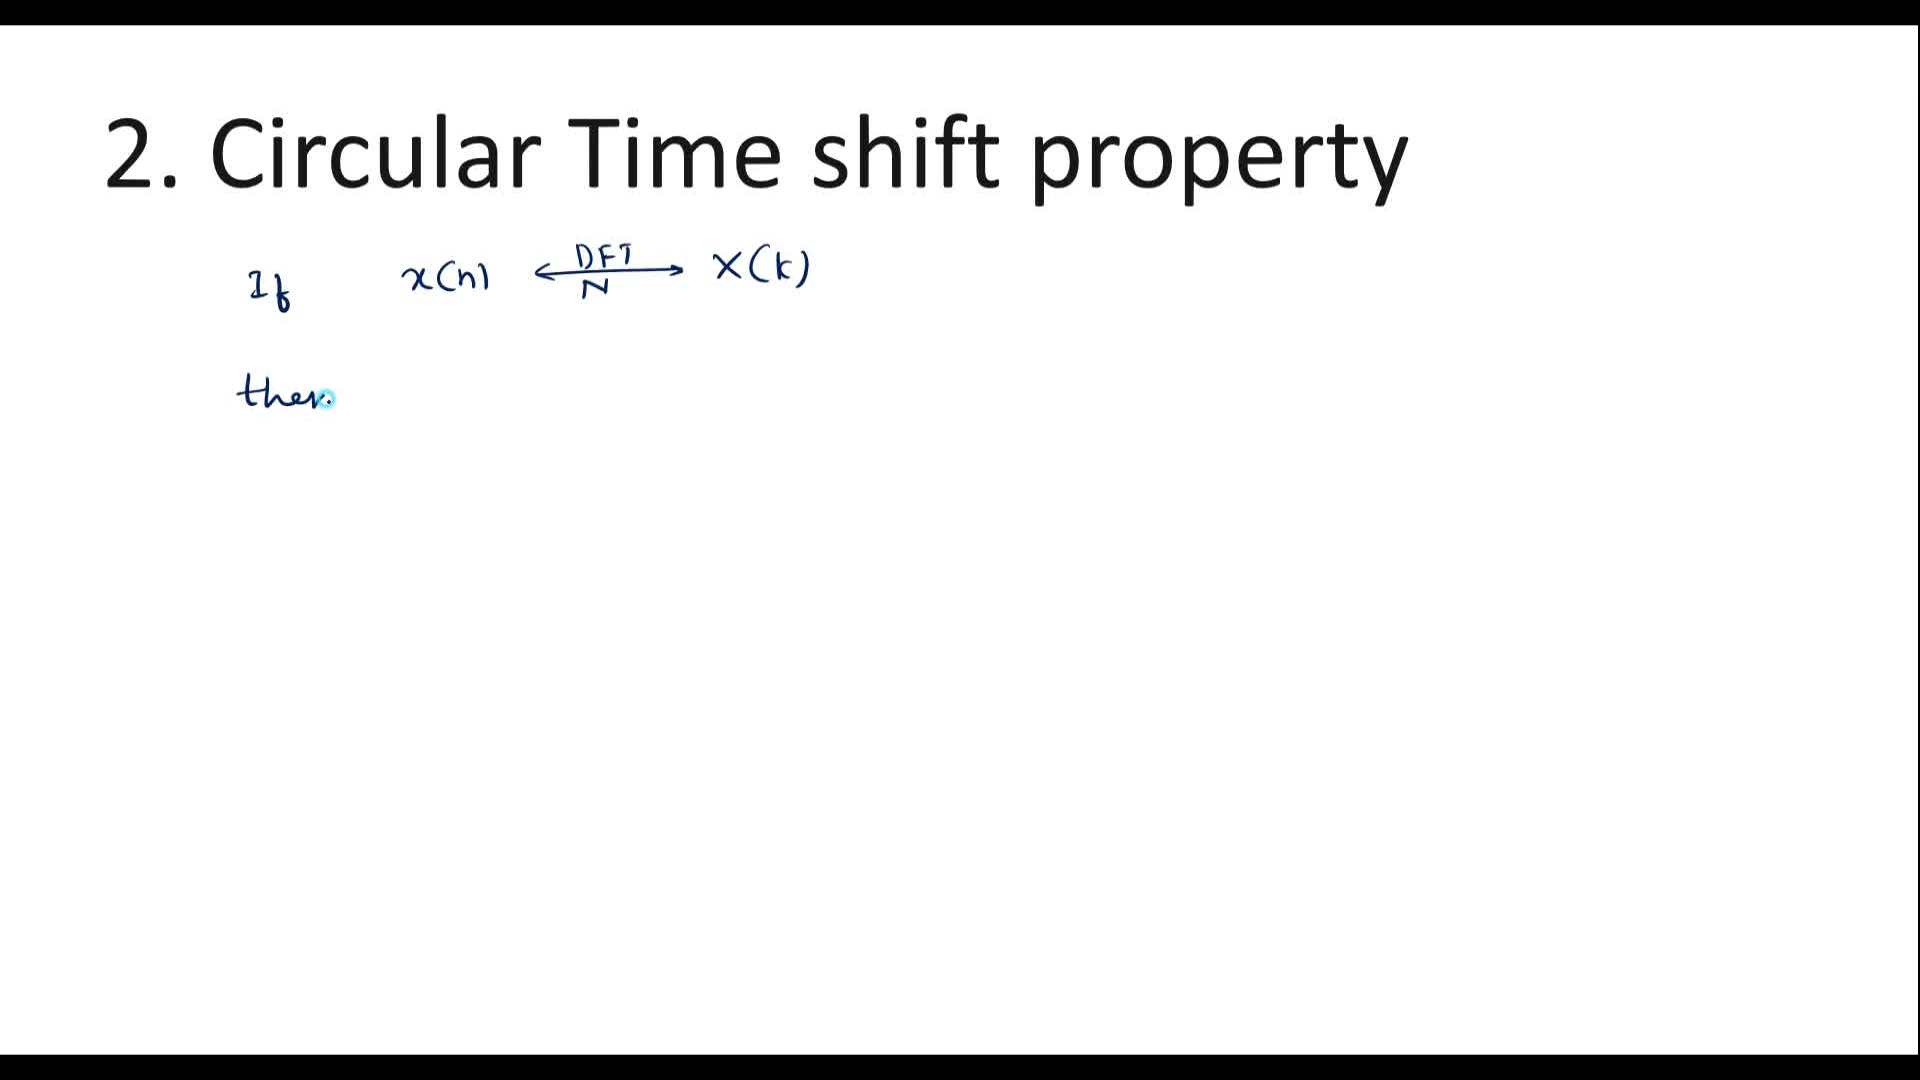 2. Circular Time shift property
If x(n) <-- DFT N --> X(k)
then